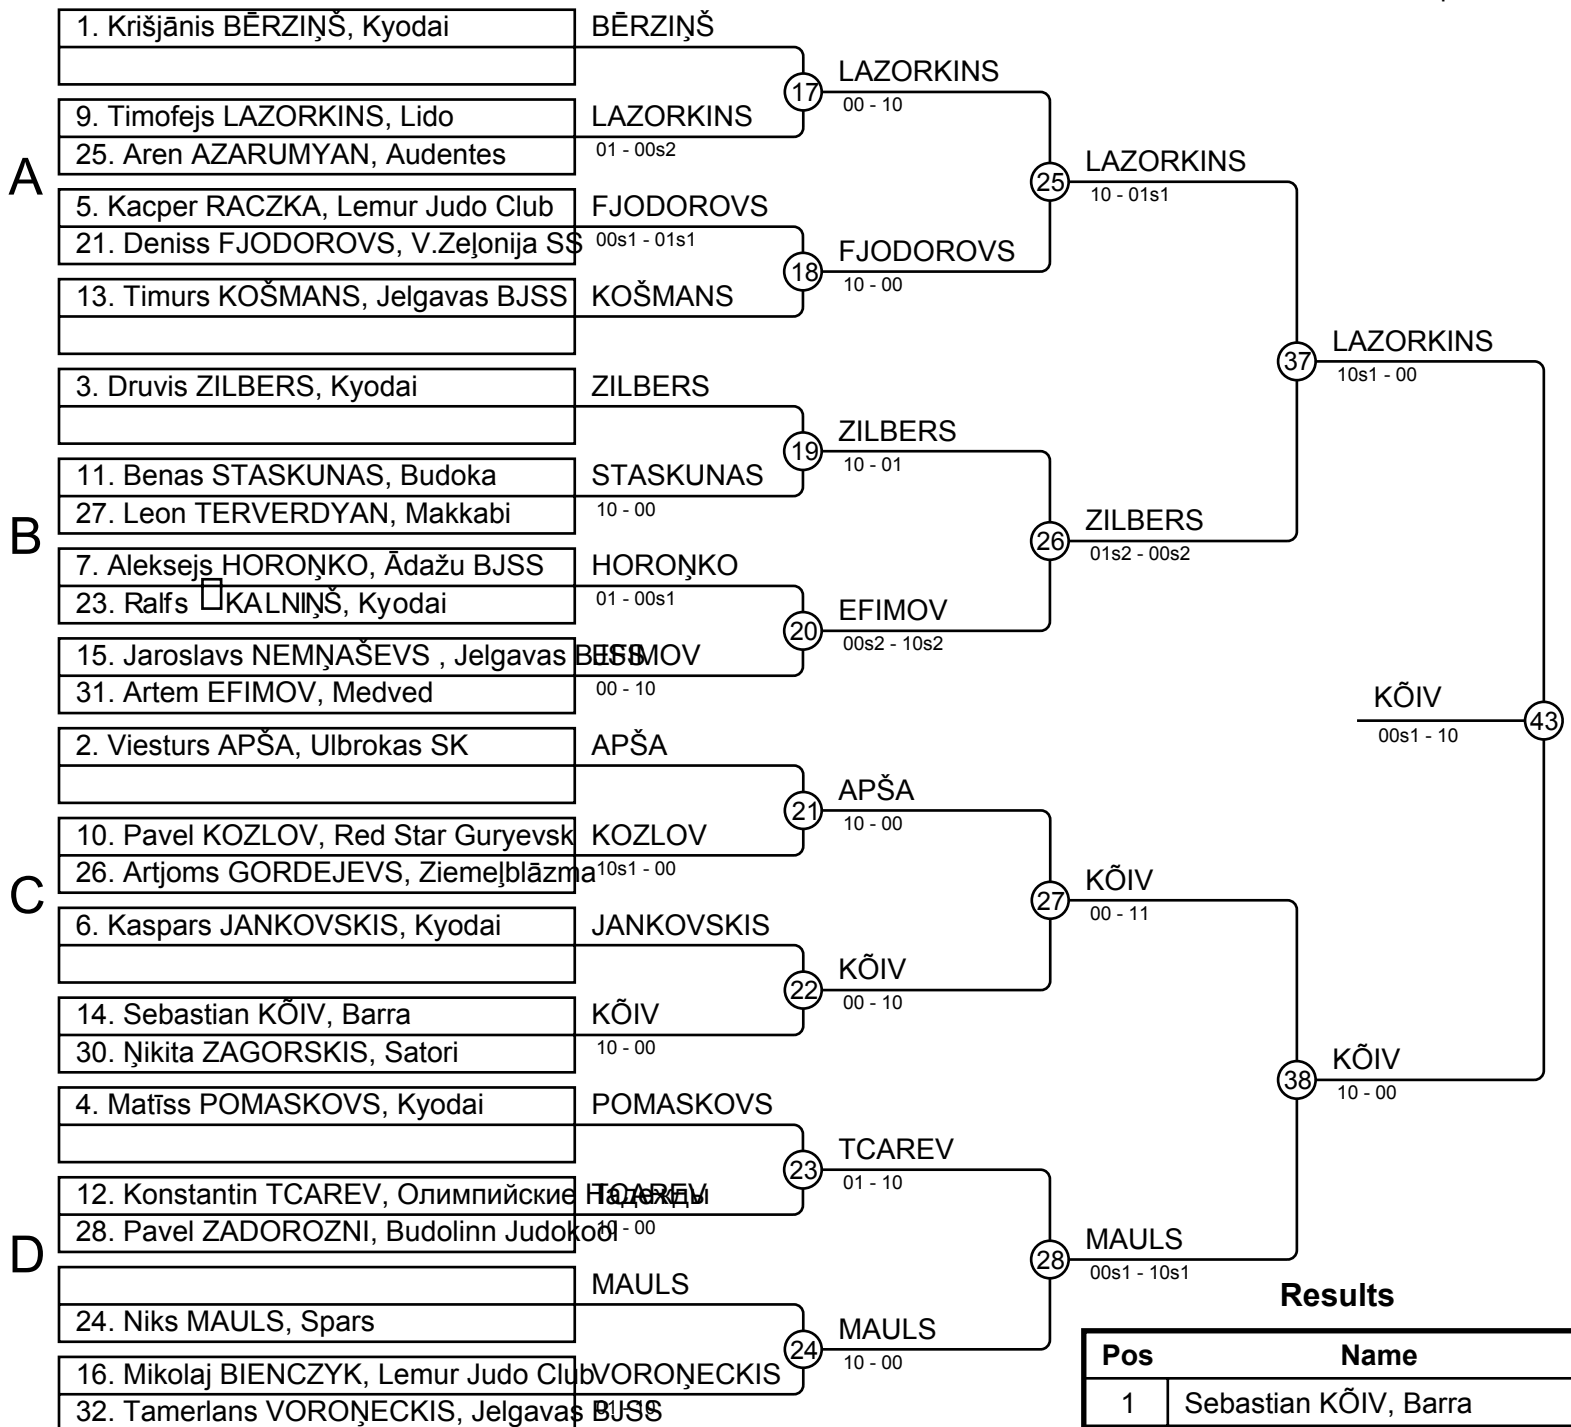 1. Krišjānis BĒRZIŅŠ, Kyodai
BĒRZIŅŠ
17
LAZORKINS
00 - 10
9. Timofejs LAZORKINS, Lido
25. Aren AZARUMYAN, Audentes
LAZORKINS
01 - 00s2
A
25
LAZORKINS
10 - 01s1
5. Kacper RACZKA, Lemur Judo Club
21. Deniss FJODOROVS, V.Zeļonija SS
FJODOROVS
00s1 - 01s1
18
FJODOROVS
10 - 00
13. Timurs KOŠMANS, Jelgavas BJSS
KOŠMANS
37
LAZORKINS
10s1 - 00
3. Druvis ZILBERS, Kyodai
ZILBERS
19
ZILBERS
10 - 01
11. Benas STASKUNAS, Budoka
27. Leon TERVERDYAN, Makkabi
STASKUNAS
10 - 00
B
26
ZILBERS
01s2 - 00s2
7. Aleksejs HOROŅKO, Ādažu BJSS
23. Ralfs KALNIŅŠ, Kyodai
HOROŅKO
01 - 00s1
20
EFIMOV
00s2 - 10s2
15. Jaroslavs NEMŅAŠEVS , Jelgavas BJSS
31. Artem EFIMOV, Medved
EFIMOV
00 - 10
KÕIV
00s1 - 10
43
2. Viesturs APŠA, Ulbrokas SK
APŠA
21
APŠA
10 - 00
10. Pavel KOZLOV, Red Star Guryevsk
26. Artjoms GORDEJEVS, Ziemeļblāzma
KOZLOV
10s1 - 00
C
27
KÕIV
00 - 11
6. Kaspars JANKOVSKIS, Kyodai
JANKOVSKIS
22
KÕIV
00 - 10
14. Sebastian KÕIV, Barra
30. Ņikita ZAGORSKIS, Satori
KÕIV
10 - 00
38
KÕIV
10 - 00
4. Matīss POMASKOVS, Kyodai
POMASKOVS
23
TCAREV
01 - 10
12. Konstantin TCAREV, Олимпийские Надежды
28. Pavel ZADOROZNI, Budolinn Judokool
TCAREV
10 - 00
D
28
MAULS
00s1 - 10s1
24. Niks MAULS, Spars
MAULS
24
MAULS
10 - 00
16. Mikolaj BIENCZYK, Lemur Judo Club
32. Tamerlans VOROŅECKIS, Jelgavas BJSS
VOROŅECKIS
01 - 10
Results
Pos Name
1 Sebastian KÕIV, Barra